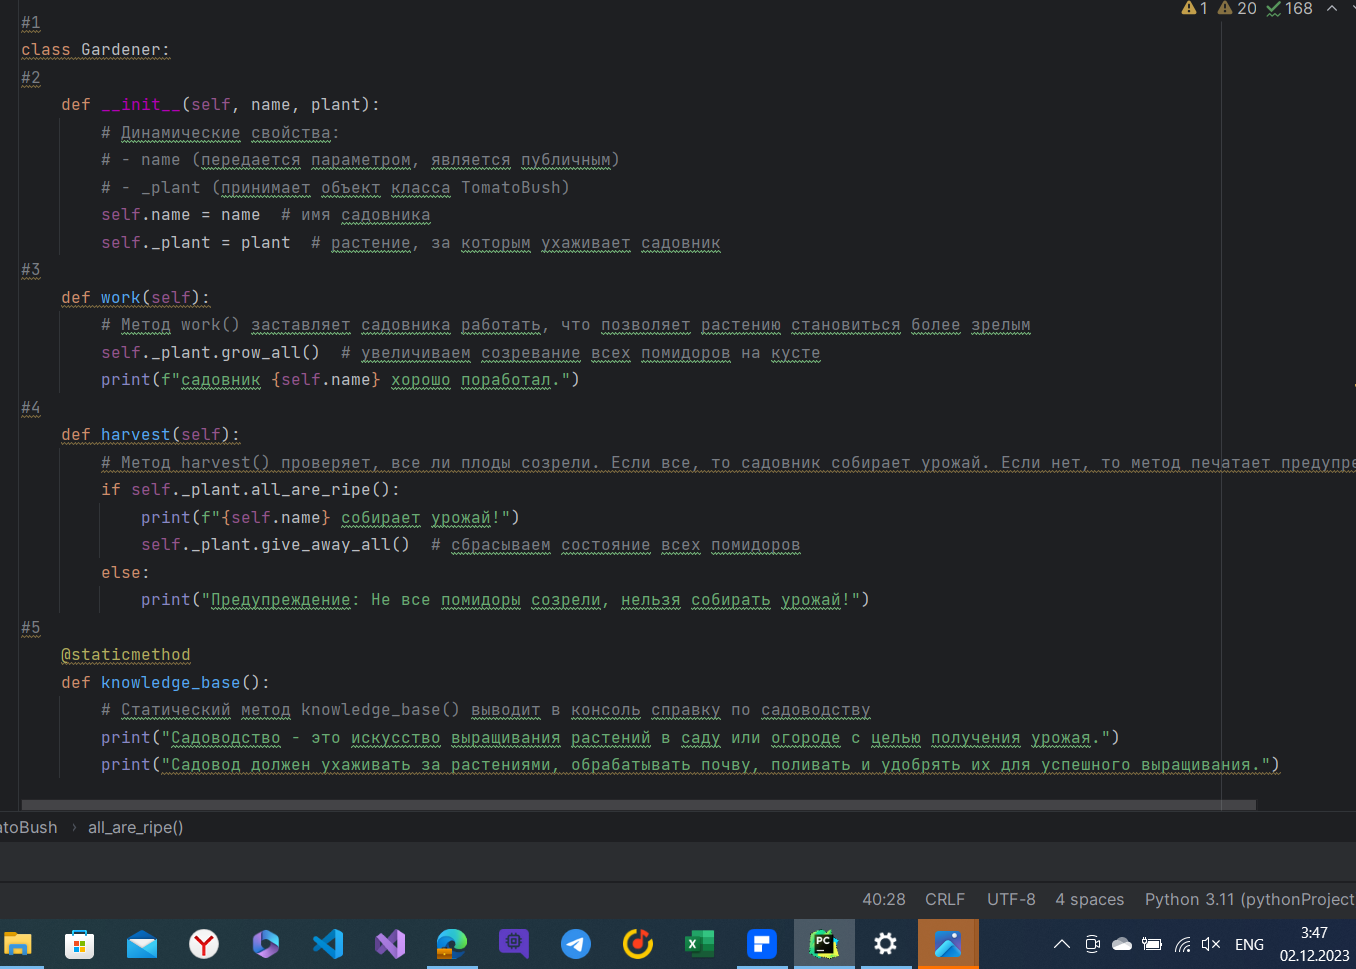 1 20 168
#1
class Gardener:
#2
def __init__(self, name, plant):
# Динамические свойства:
# - name (передается параметром, является публичным)
# - _plant (принимает объект класса TomatoBush)
self.name = name  # имя садовника
self._plant = plant  # растение, за которым ухаживает садовник
#3
def work(self):
# Метод work() заставляет садовника работать, что позволяет растению становиться более зрелым
self._plant.grow_all()  # увеличиваем созревание всех помидоров на кусте
print(f"садовник {self.name} хорошо поработал.")
#4
def harvest(self):
# Метод harvest() проверяет, все ли плоды созрели. Если все, то садовник собирает урожай. Если нет, то метод печатает предупре
if self._plant.all_are_ripe():
print(f"{self.name} собирает урожай!")
self._plant.give_away_all()  # сбрасываем состояние всех помидоров
else:
print("Предупреждение: Не все помидоры созрели, нельзя собирать урожай!")
#5
@staticmethod
def knowledge_base():
# Статический метод knowledge_base() выводит в консоль справку по садоводству
print("Садоводство - это искусство выращивания растений в саду или огороде с целью получения урожая.")
print("Садовод должен ухаживать за растениями, обрабатывать почву, поливать и удобрять их для успешного выращивания.")
atoBush › all_are_ripe()
40:28 CRLF UTF-8 4 spaces Python 3.11 (pythonProject
ENG 3:47
02.12.2023